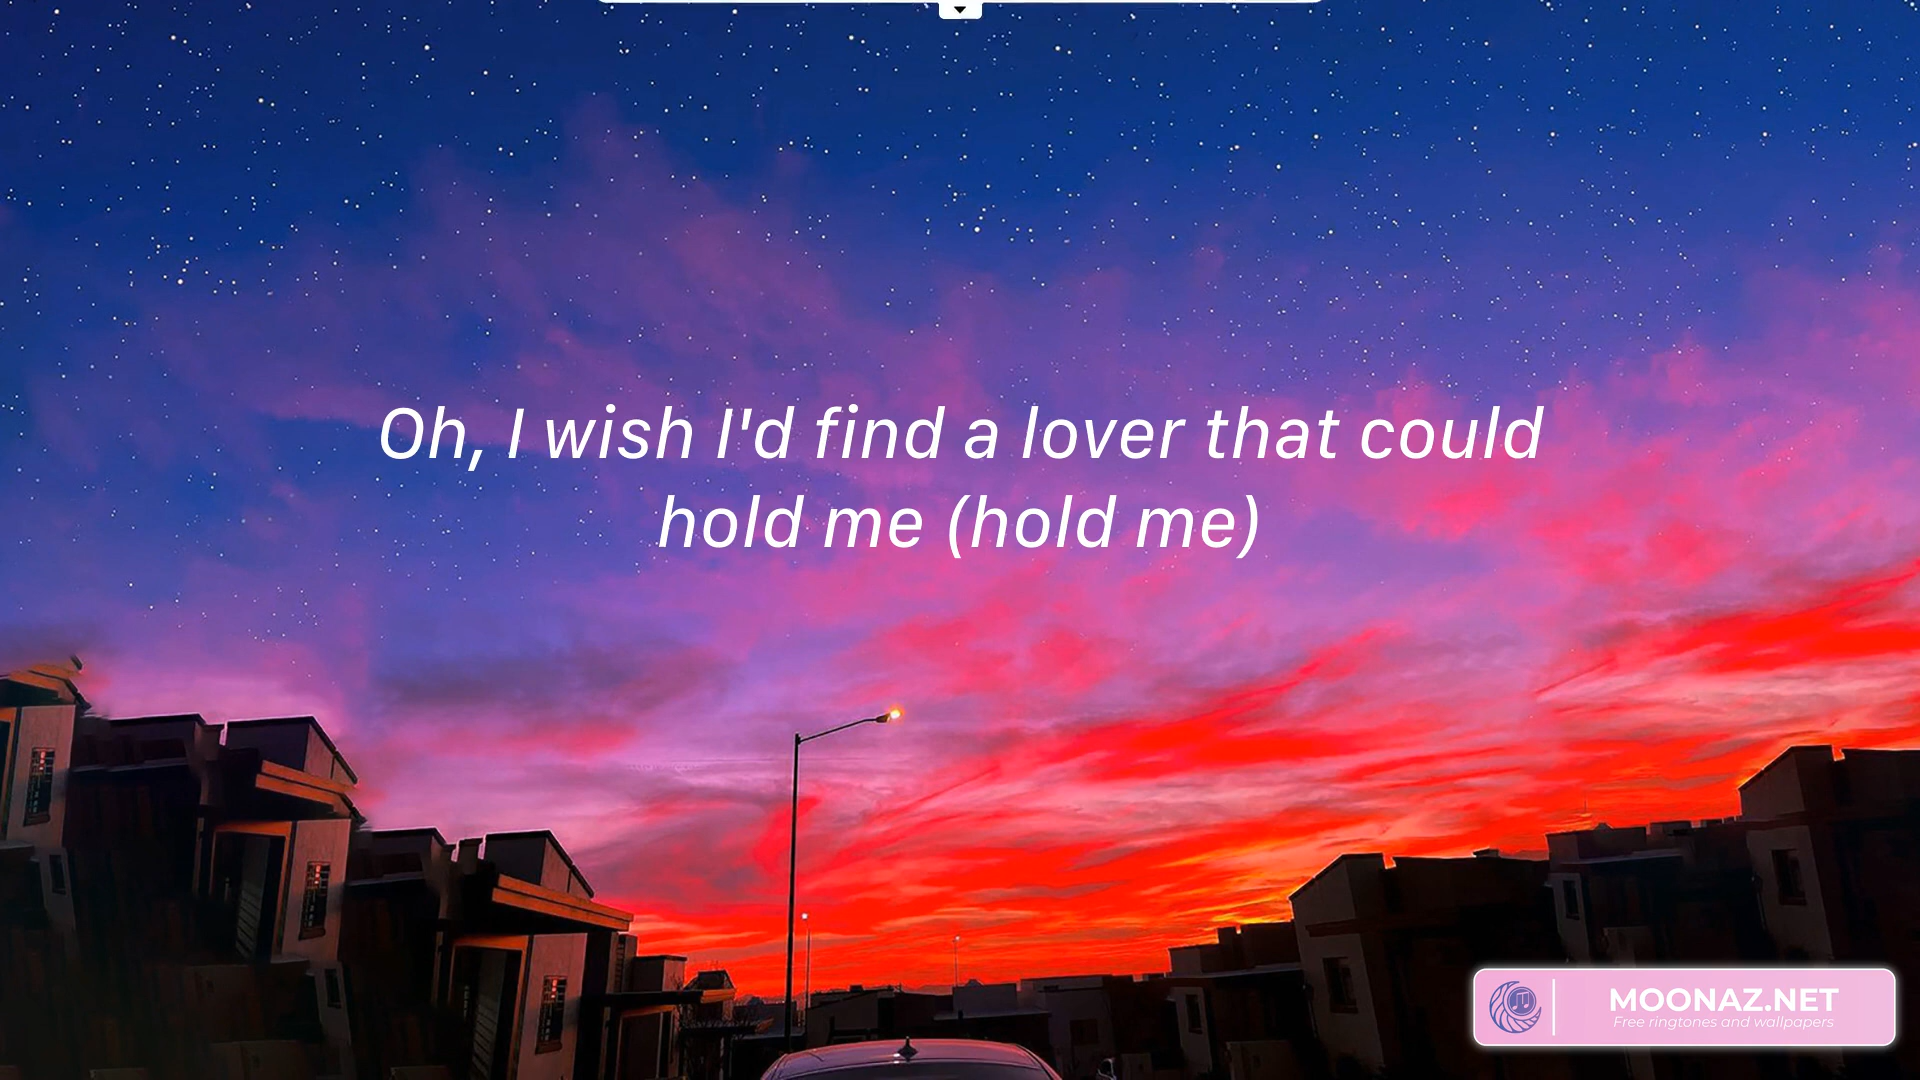 Oh, I wish I'd find a lover that could
hold me (hold me)
MOONAZ.NET
Free ringtones and wallpapers